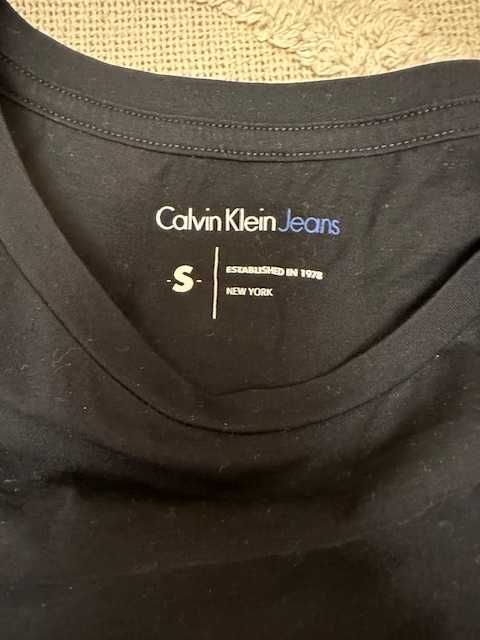 Calvin Klein Jeans
-S-
ESTABLISHED IN 1978
NEW YORK